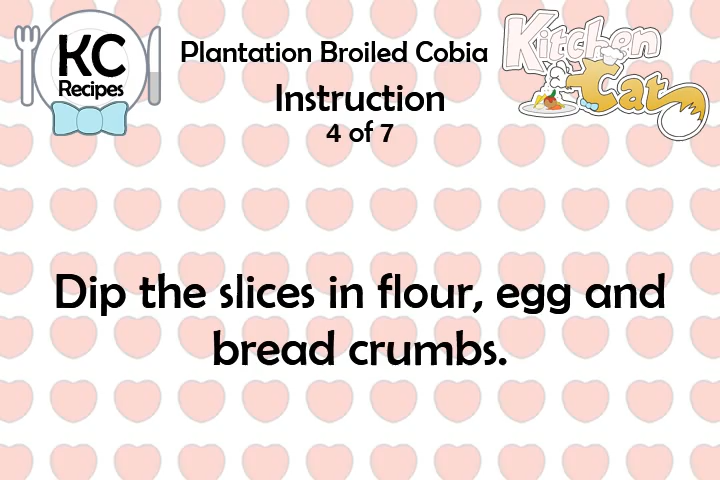 KC
Recipes
Plantation Broiled Cobia
Instruction
4 of 7
Kitchen
Cat
Dip the slices in flour, egg and
bread crumbs.